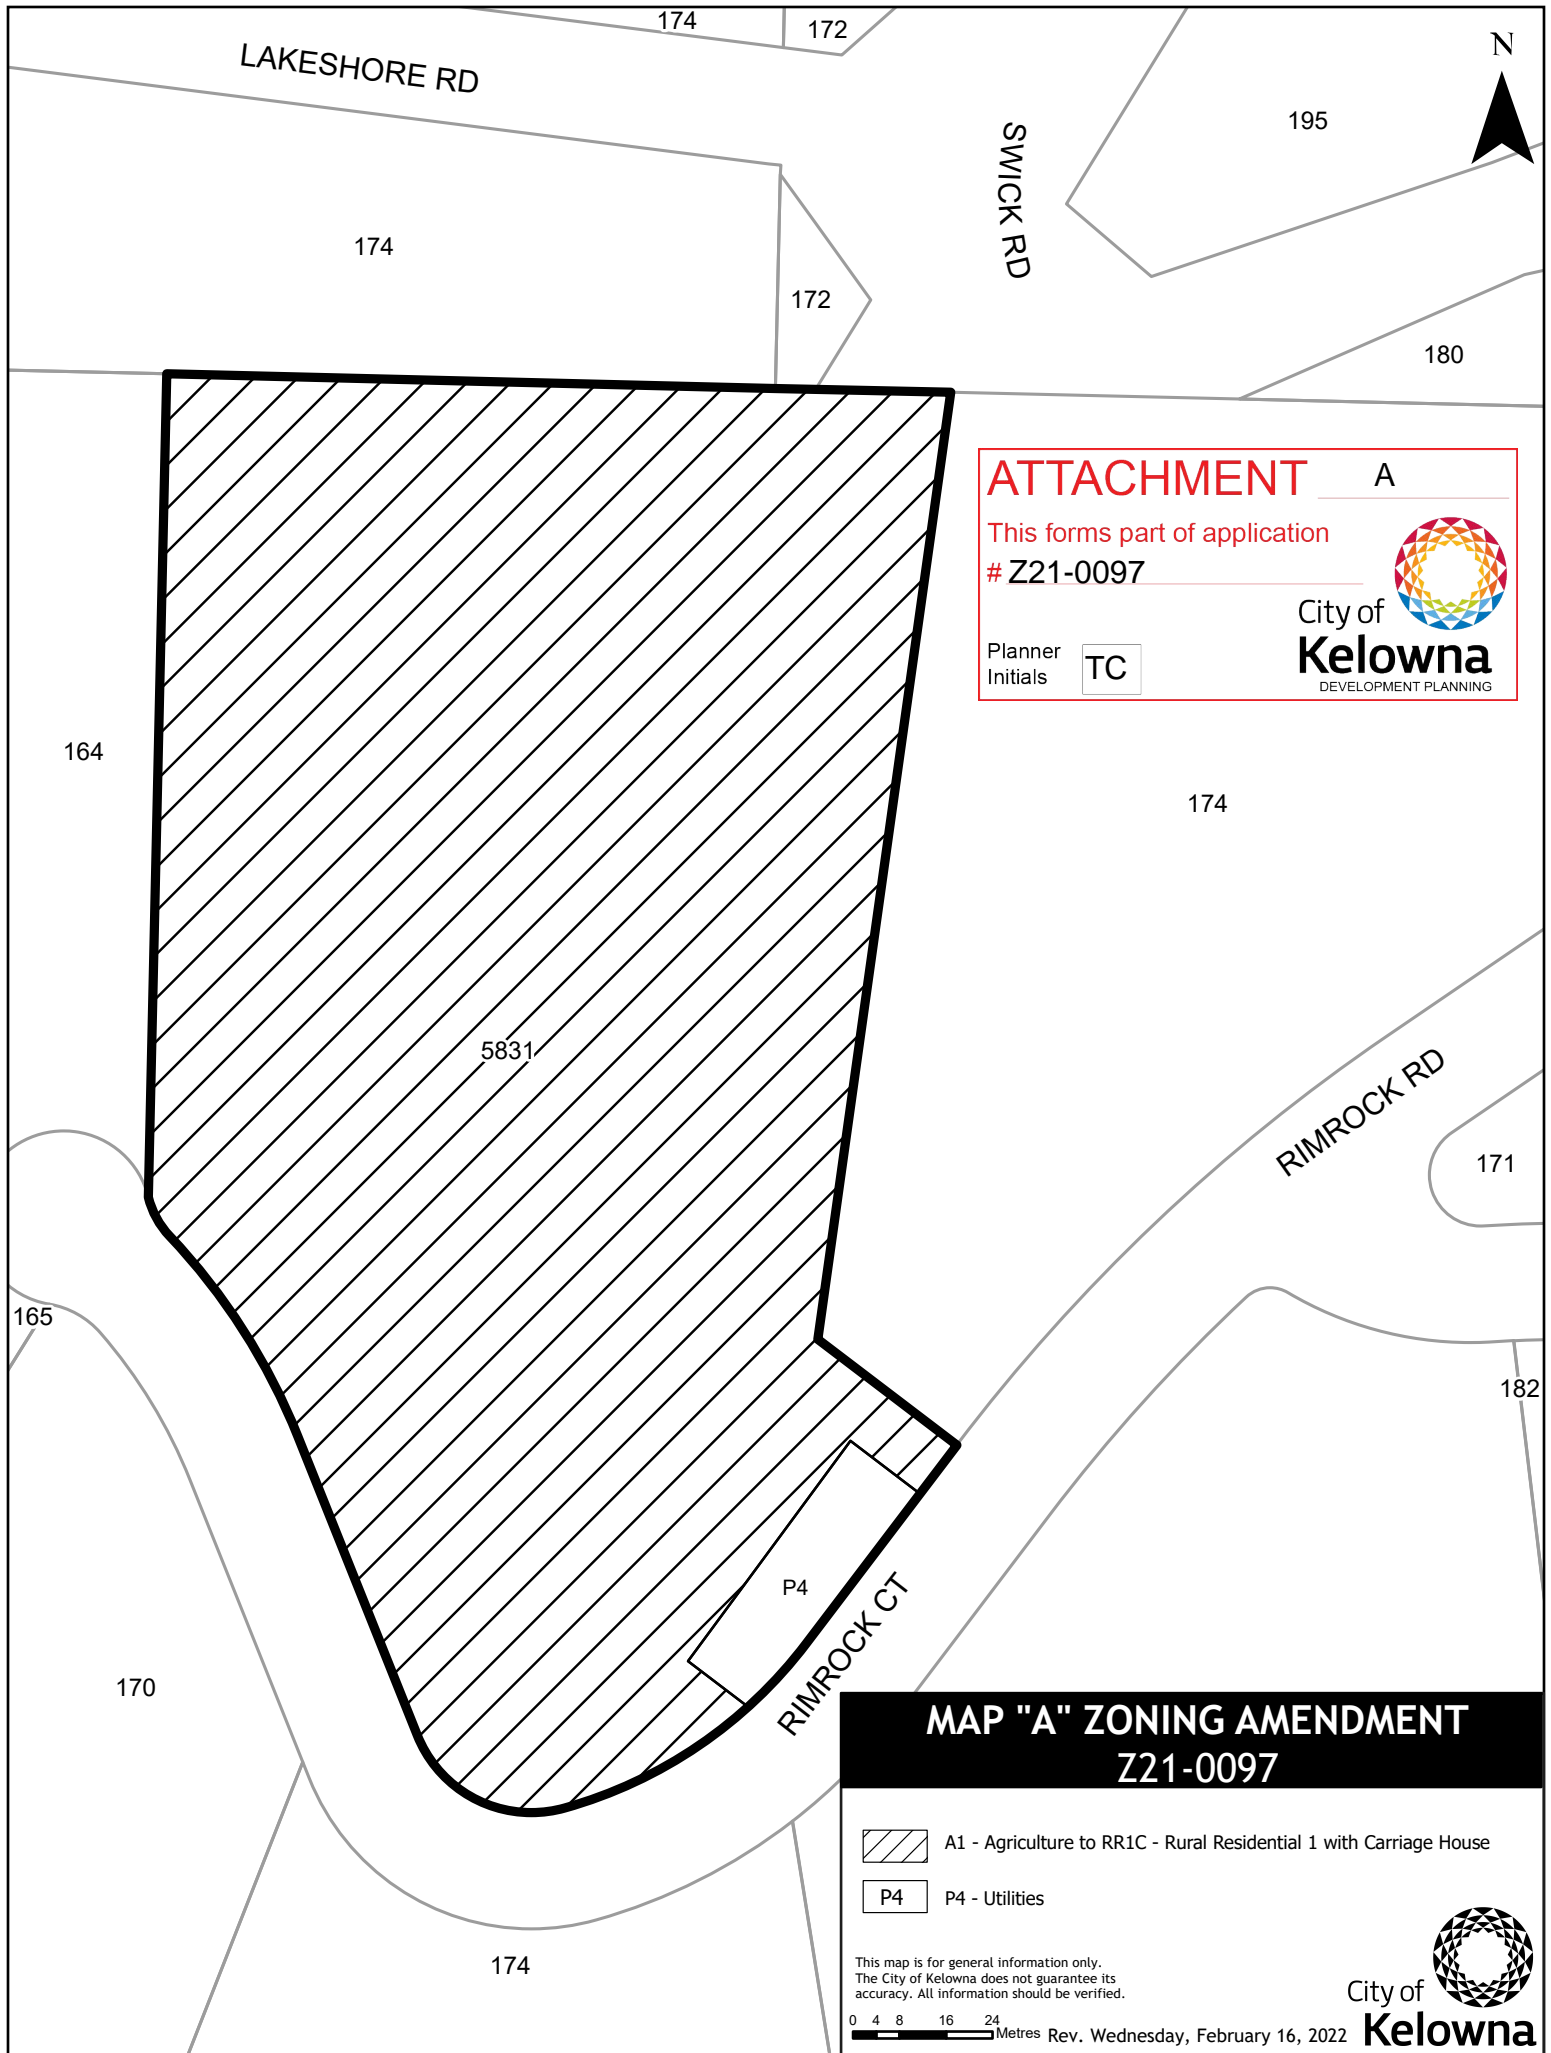 174
172
LAKESHORE RD
N
195
SWICK RD
174
172
180
ATTACHMENT A
This forms part of application
# Z21-0097
City of
Kelowna
DEVELOPMENT PLANNING
Planner
Initials
TC
164
174
5831
RIMROCK RD
171
165
182
P4
RIMROCK CT
170
174
MAP "A" ZONING AMENDMENT
Z21-0097
A1 - Agriculture to RR1C - Rural Residential 1 with Carriage House
P4 P4 - Utilities
This map is for general information only.
The City of Kelowna does not guarantee its
accuracy. All information should be verified.
0 4 8 16 24
Metres
Rev. Wednesday, February 16, 2022
City of
Kelowna